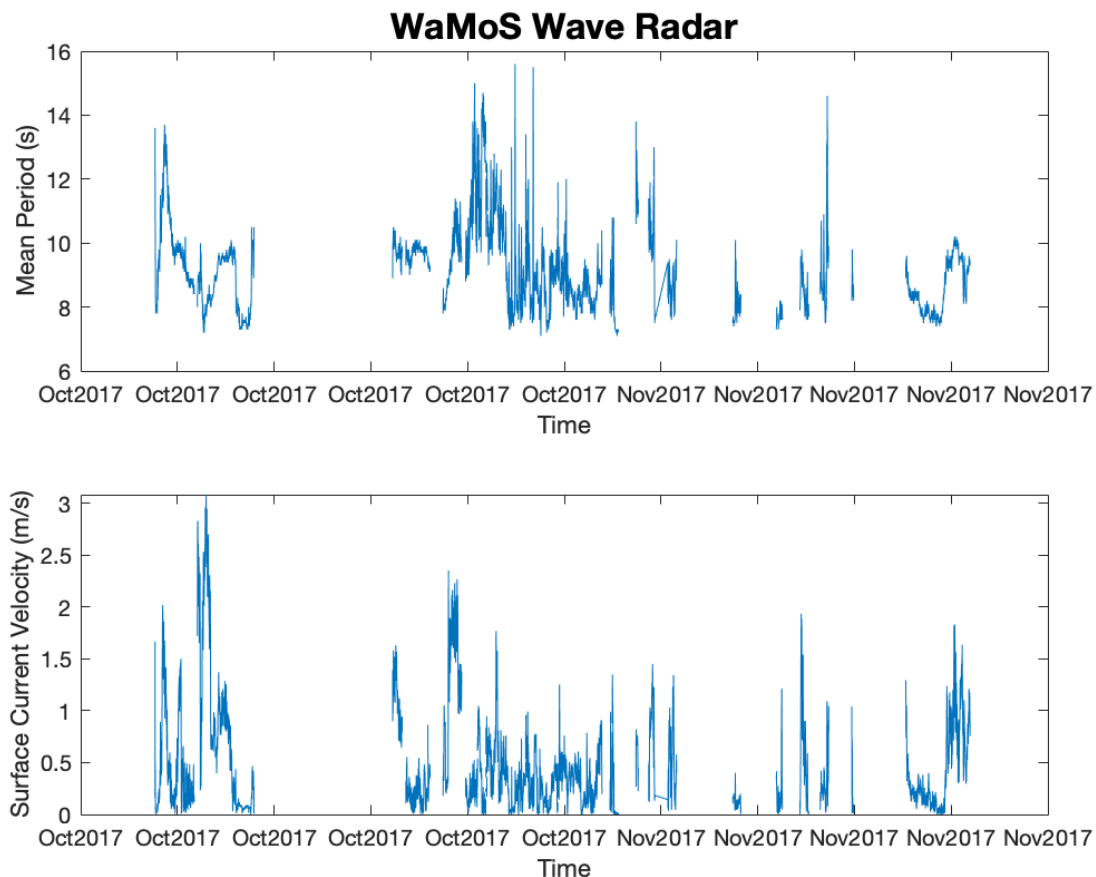 WaMoS Wave Radar
Mean Period (s)
16
14
12
10
8
6
Oct2017 Oct2017 Oct2017 Oct2017 Oct2017 Oct2017 Nov2017 Nov2017 Nov2017 Nov2017 Nov2017
Time
Surface Current Velocity (m/s)
3
2.5
2
1.5
1
0.5
0
Oct2017 Oct2017 Oct2017 Oct2017 Oct2017 Oct2017 Nov2017 Nov2017 Nov2017 Nov2017 Nov2017
Time